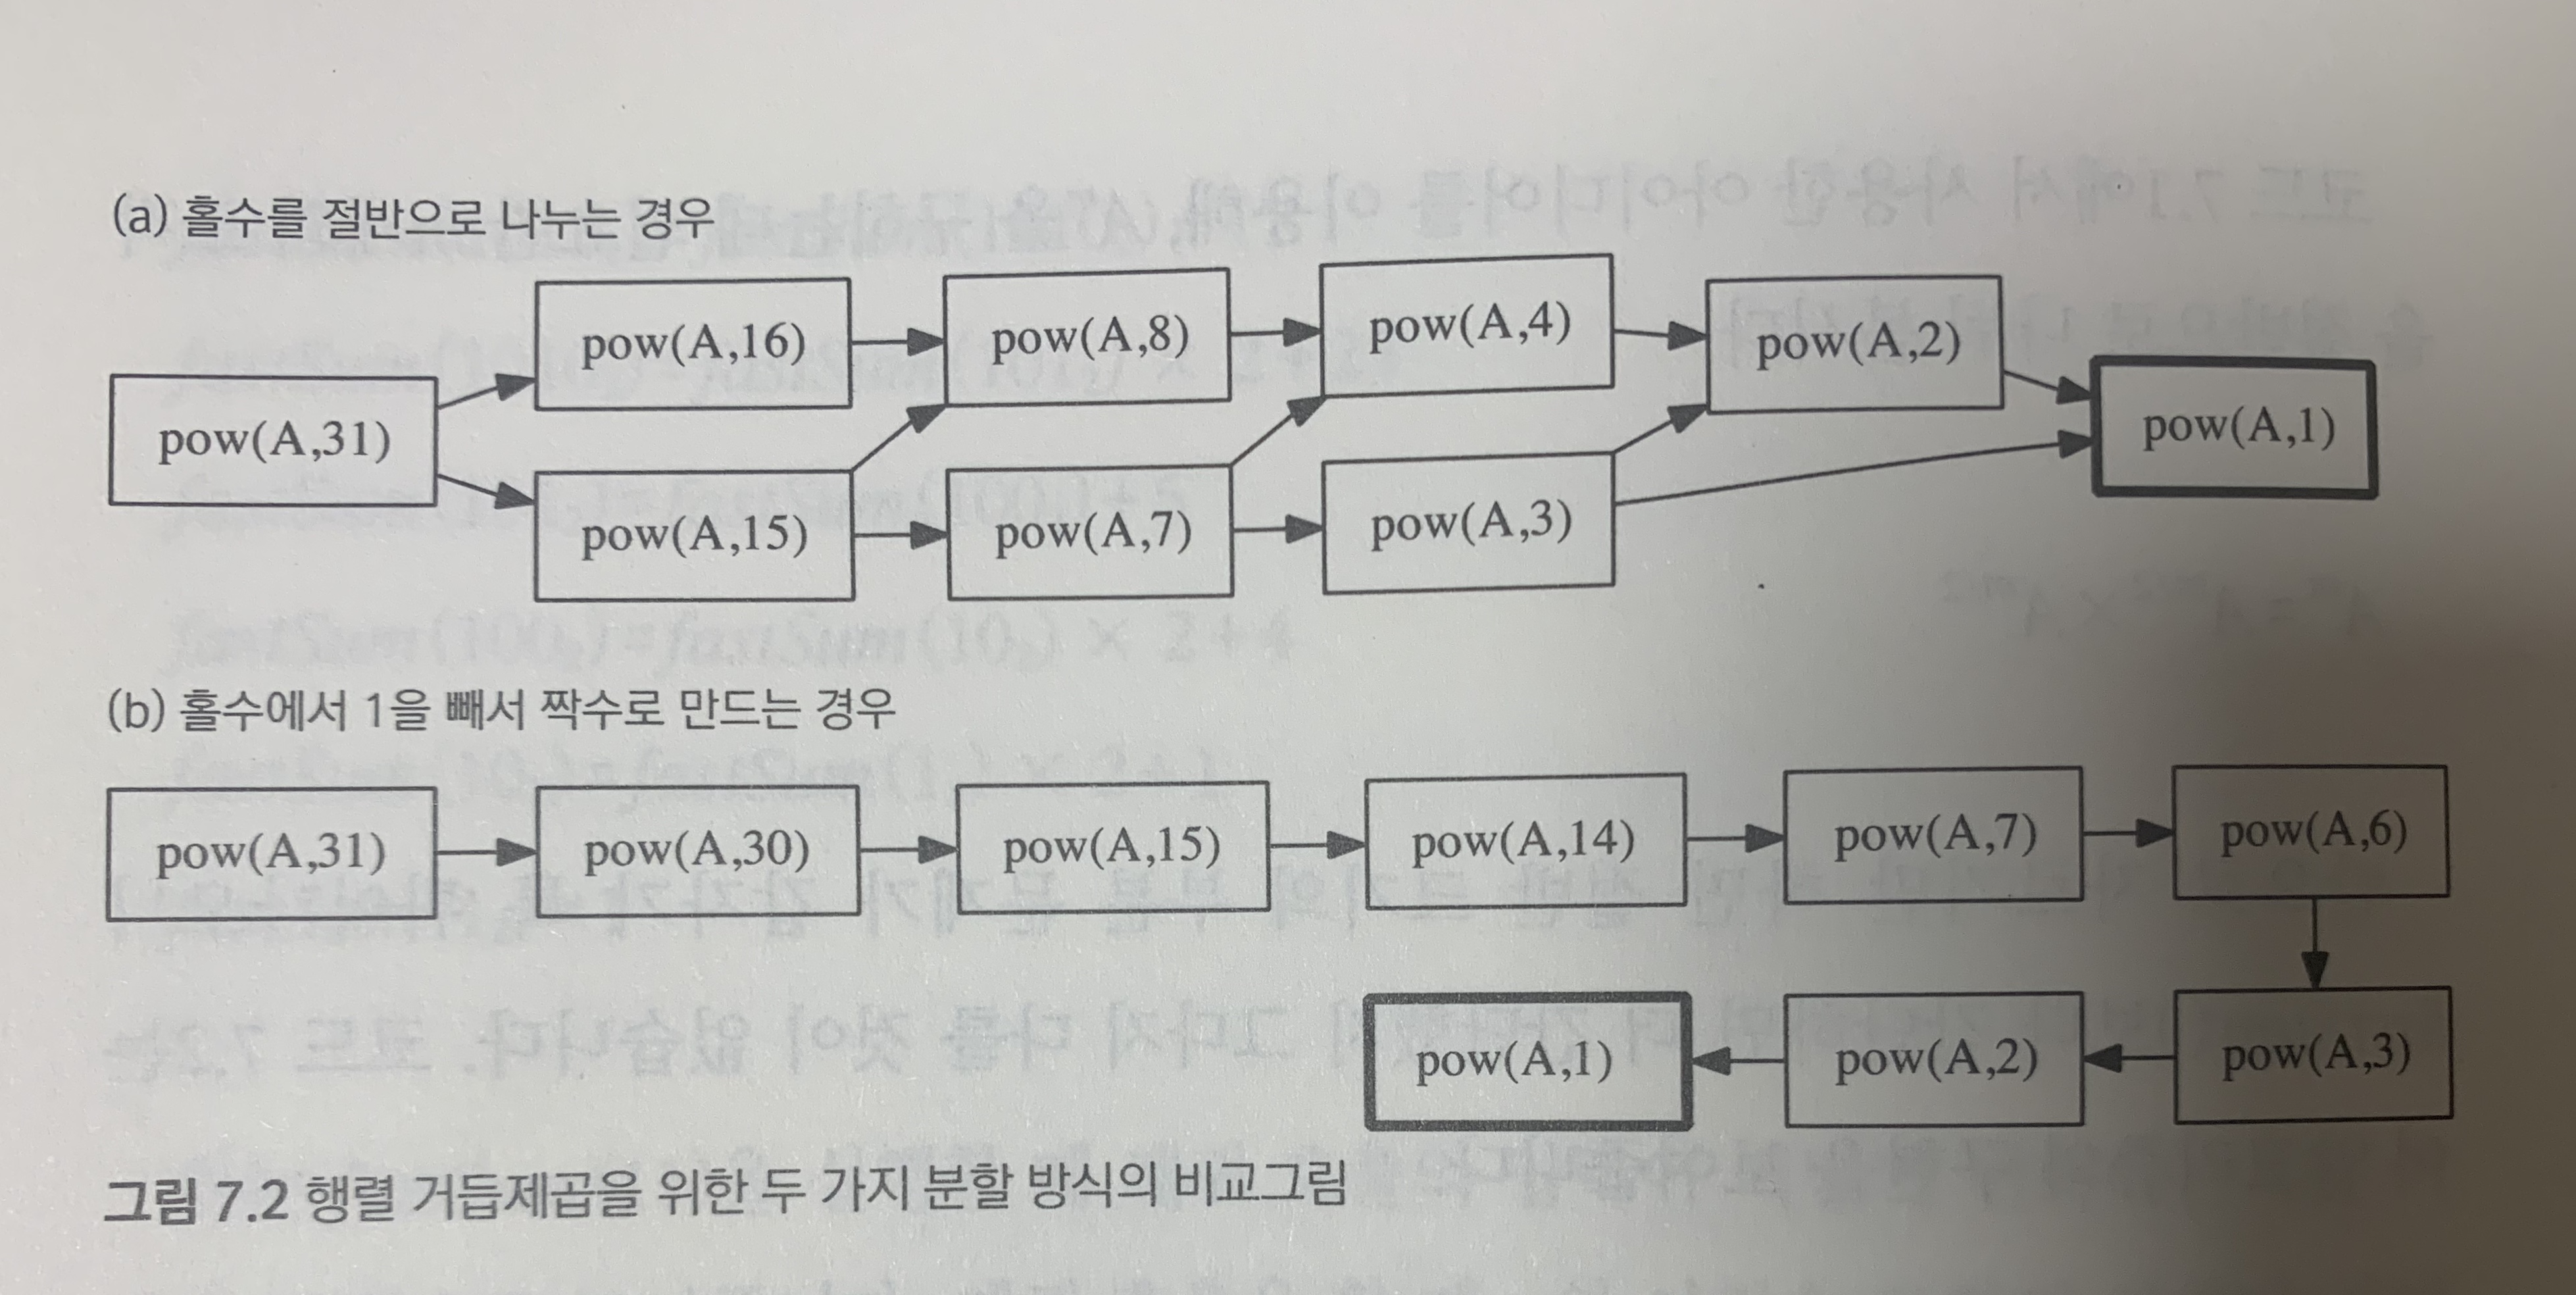 (a) 홀수를 절반으로 나누는 경우
pow(A,31)
pow(A,16)
pow(A,8)
pow(A,4)
pow(A,2)
pow(A,1)
pow(A,15)
pow(A,7)
pow(A,3)
(b) 홀수에서 1을 빼서 짝수로 만드는 경우
pow(A,31)
pow(A,30)
pow(A,15)
pow(A,14)
pow(A,7)
pow(A,6)
pow(A,1)
pow(A,2)
pow(A,3)
그림 7.2 행렬 거듭제곱을 위한 두 가지 분할 방식의 비교그림